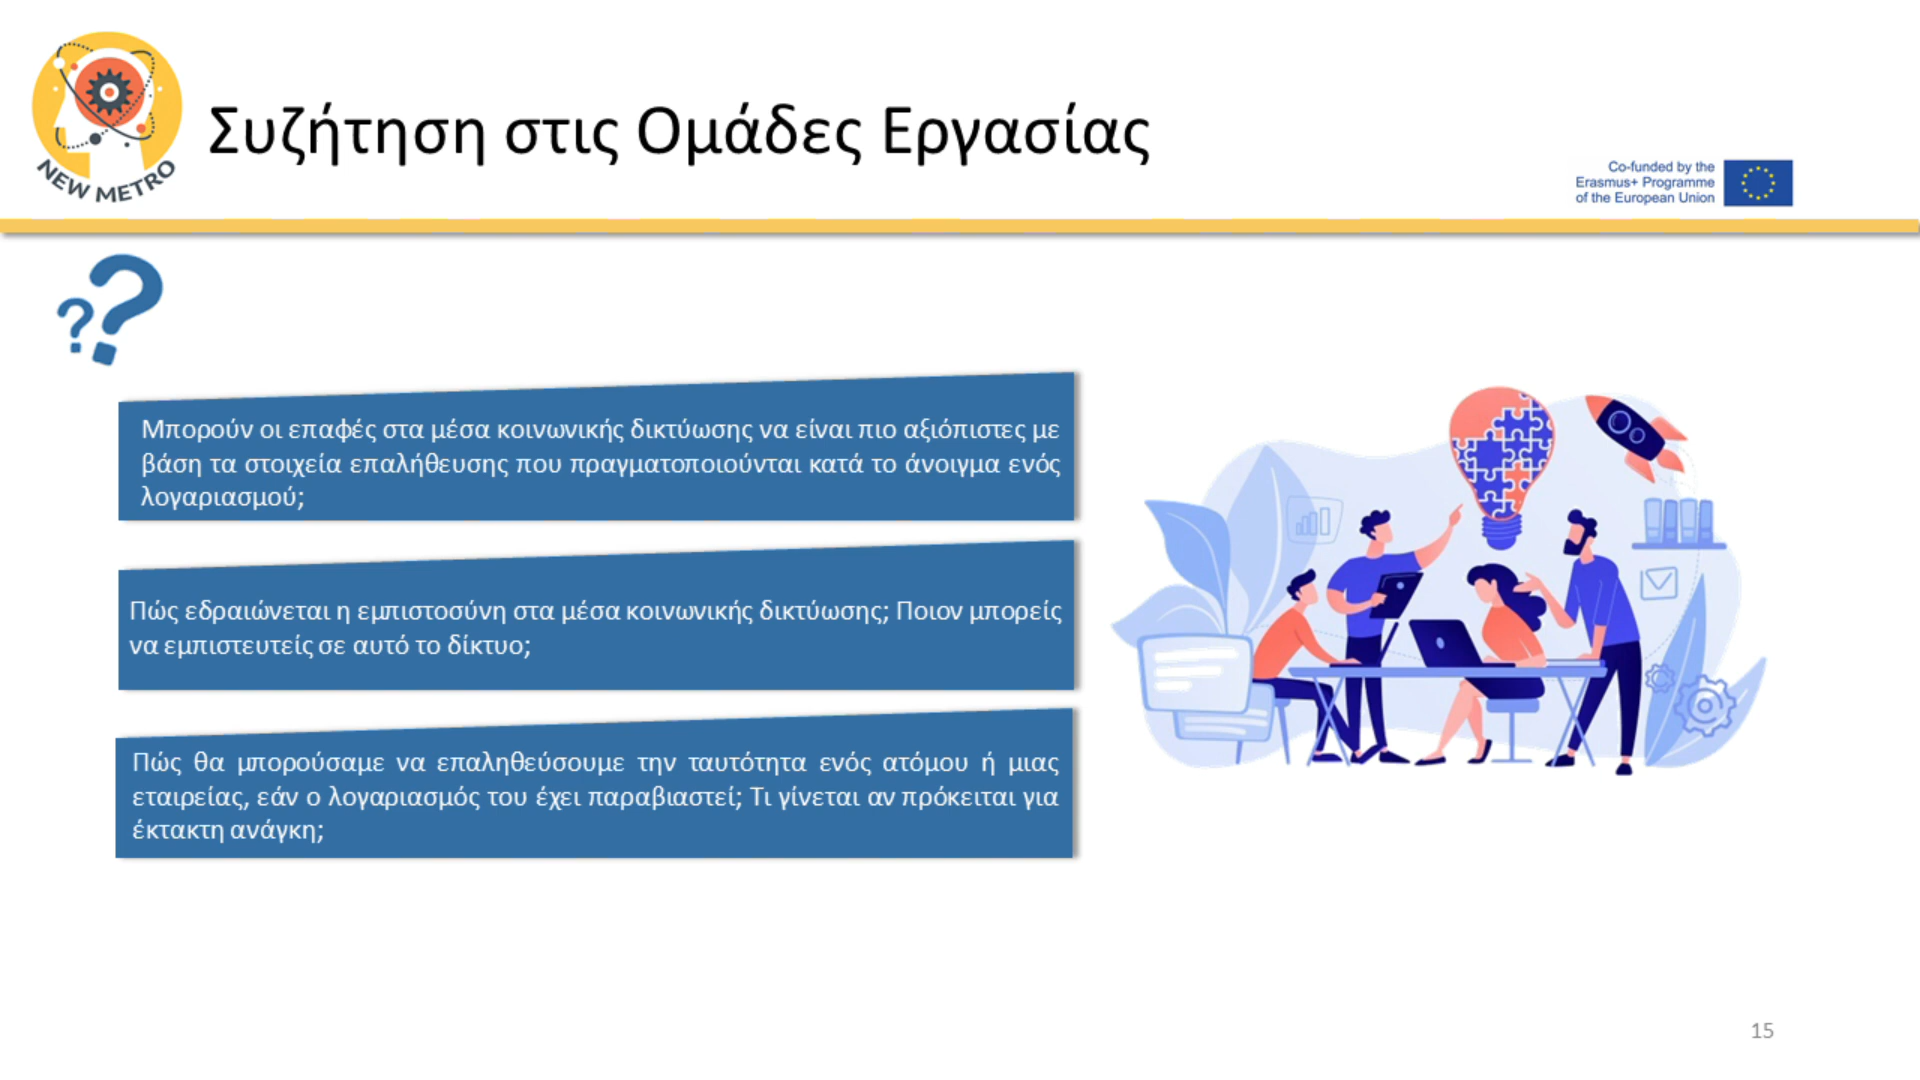 NEW METRO
Συζήτηση στις Ομάδες Εργασίας
Co-funded by the
Erasmus+ Programme
of the European Union
Μπορούν οι επαφές στα μέσα κοινωνικής δικτύωσης να είναι πιο αξιόπιστες με
βάση τα στοιχεία επαλήθευσης που πραγματοποιούνται κατά το άνοιγμα ενός
λογαριασμού;
Πώς εδραιώνεται η εμπιστοσύνη στα μέσα κοινωνικής δικτύωσης; Ποιον μπορείς
να εμπιστευτείς σε αυτό το δίκτυο;
Πώς θα μπορούσαμε να επαληθεύσουμε την ταυτότητα ενός ατόμου ή μιας
εταιρείας, εάν ο λογαριασμός του έχει παραβιαστεί; Τι γίνεται αν πρόκειται για
έκτακτη ανάγκη;
15